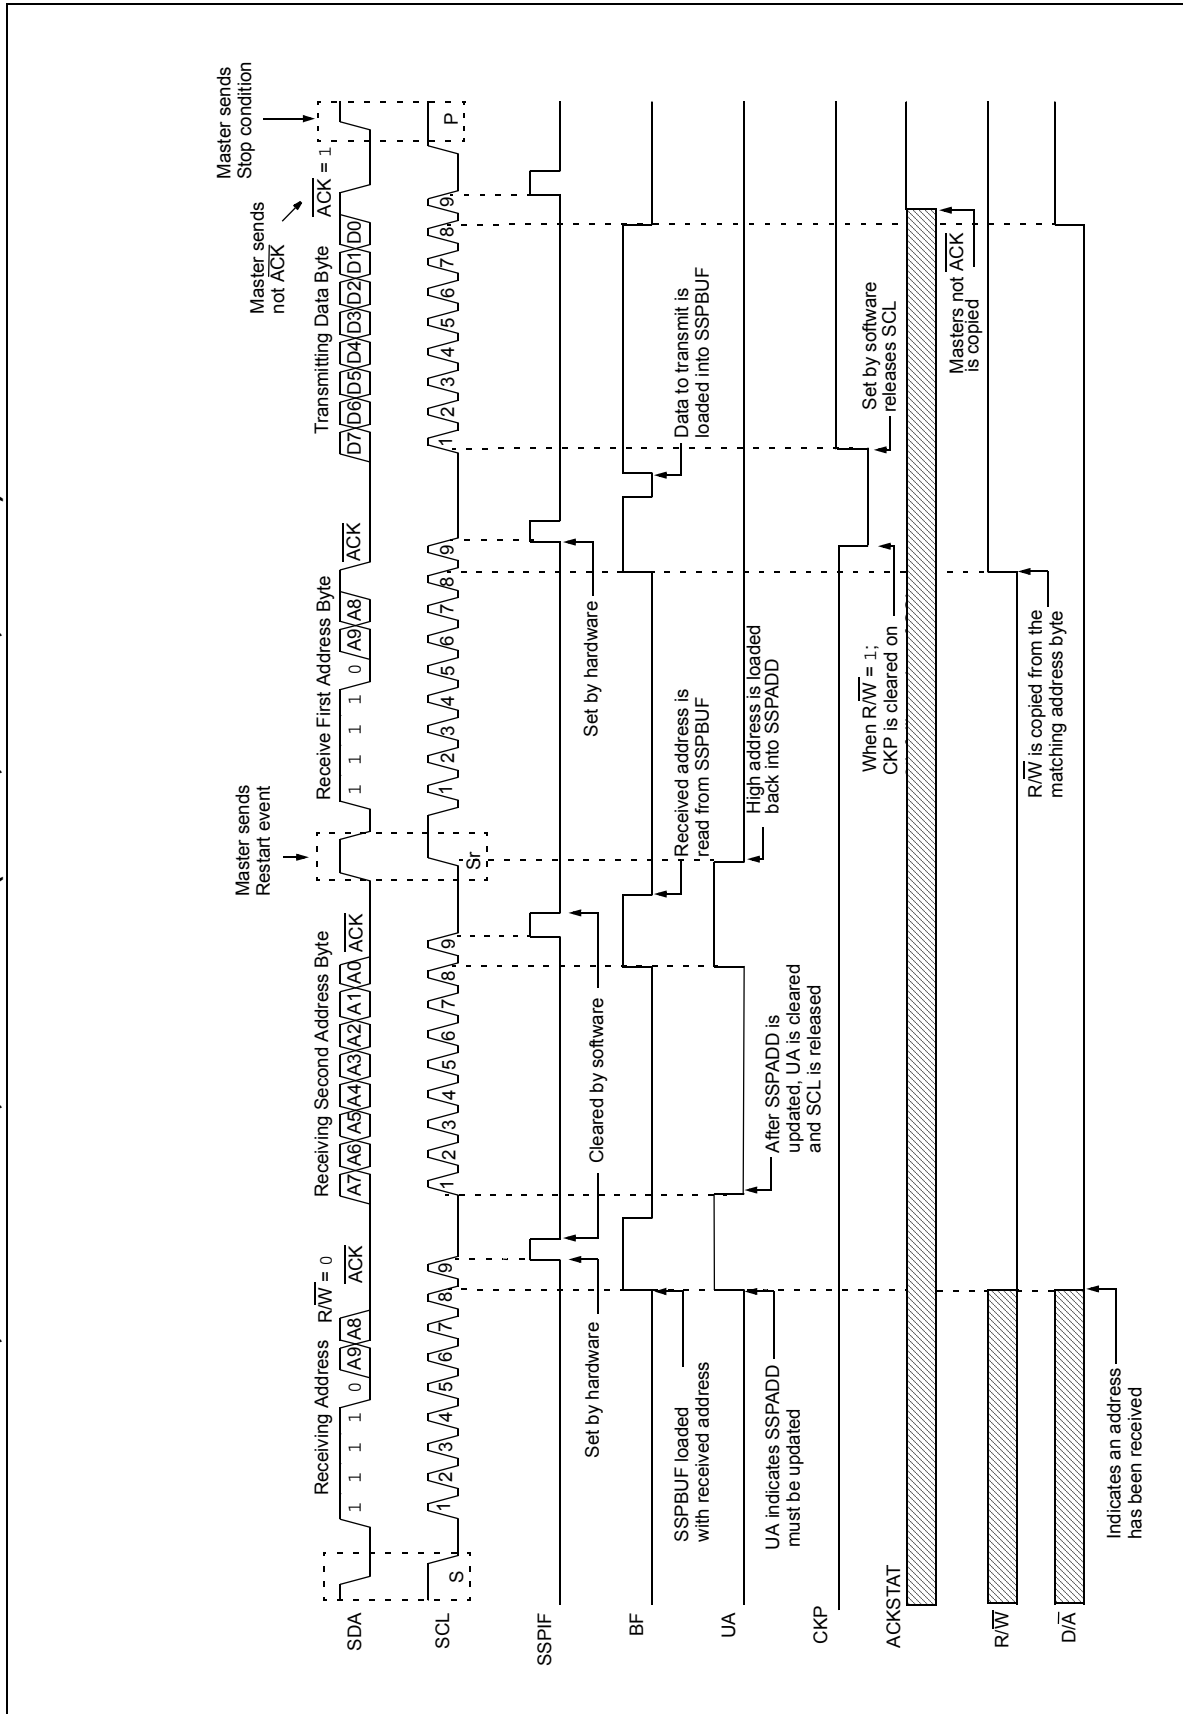 Master sends
Restart event
Master sends
not ACK
Master sends
Stop condition
Receiving Address R/W = 0
Receiving Second Address Byte
Receive First Address Byte
Transmitting Data Byte
ACK = 1
SDA
1 1 1 1 0 A9 A8 ACK
A7 A6 A5 A4 A3 A2 A1 A0 ACK
1 1 1 1 0 A9 A8 ACK
D7 D6 D5 D4 D3 D2 D1 D0
SCL
S 1 2 3 4 5 6 7 8 9
1 2 3 4 5 6 7 8 9
Sr 1 2 3 4 5 6 7 8 9
1 2 3 4 5 6 7 8 9 P
SSPIF
Set by hardware
Cleared by software
Set by hardware
BF
SSPBUF loaded
with received address
Received address is
read from SSPBUF
Data to transmit is
loaded into SSPBUF
UA
UA indicates SSPADD
must be updated
After SSPADD is
updated, UA is cleared
and SCL is released
High address is loaded
back into SSPADD
CKP
When R/W = 1;
CKP is cleared on
Set by software
releases SCL
ACKSTAT
Masters not ACK
is copied
R/W
R/W is copied from the
matching address byte
D/A
Indicates an address
has been received